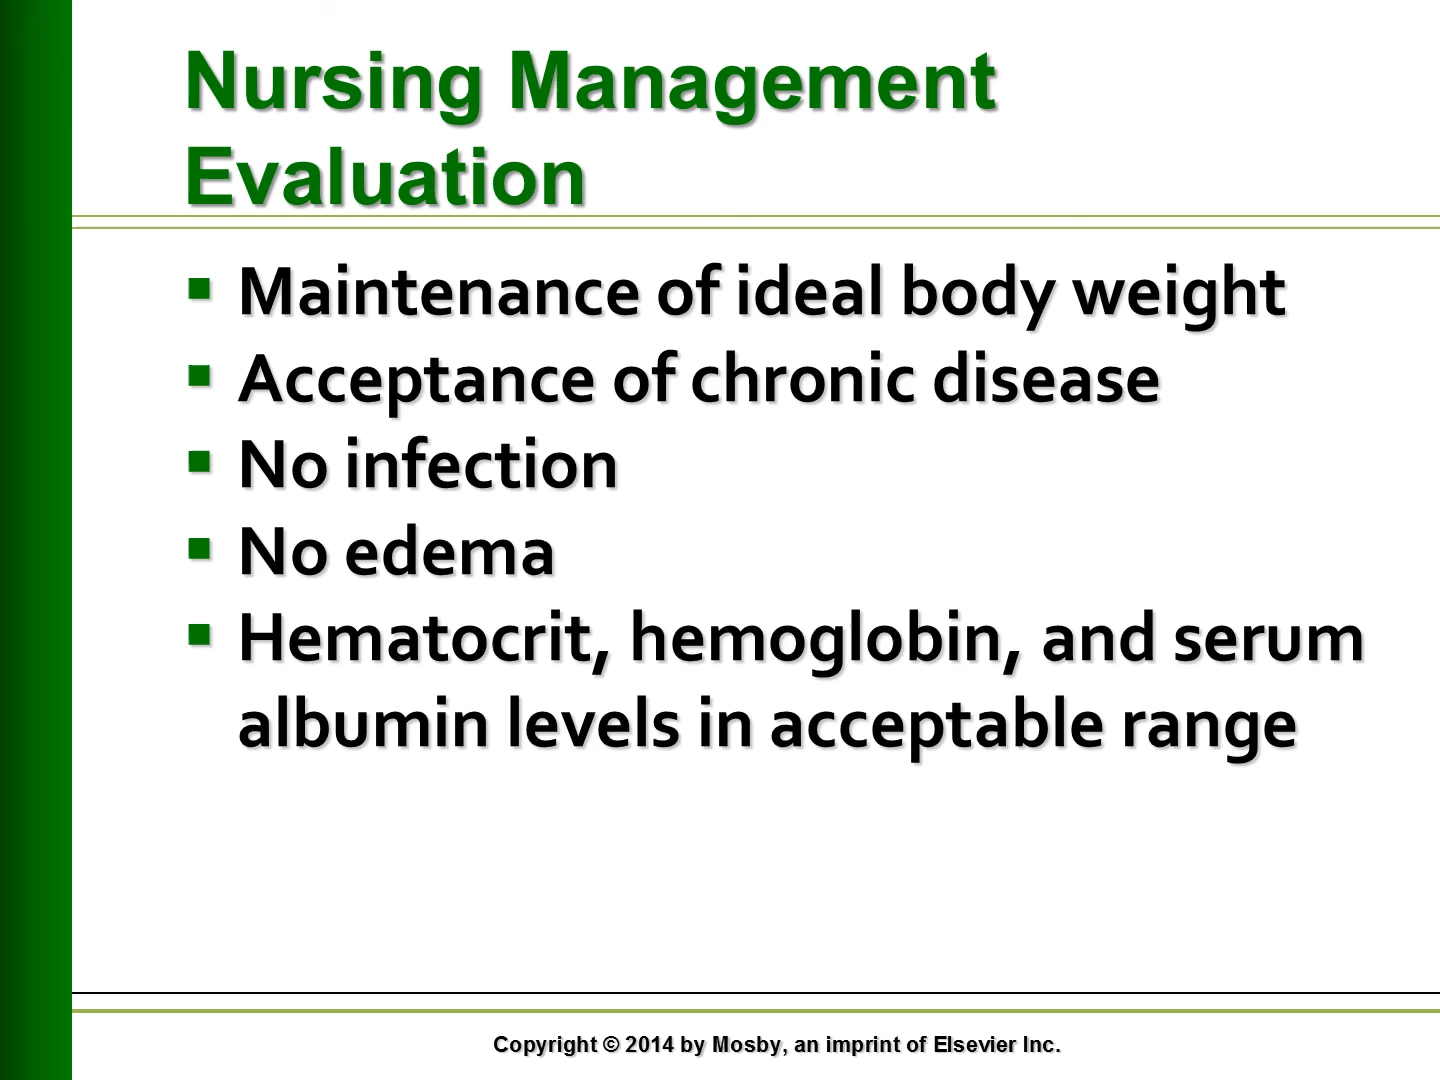 Nursing Management
Evaluation
▪ Maintenance of ideal body weight
▪ Acceptance of chronic disease
▪ No infection
▪ No edema
▪ Hematocrit, hemoglobin, and serum
albumin levels in acceptable range
Copyright © 2014 by Mosby, an imprint of Elsevier Inc.